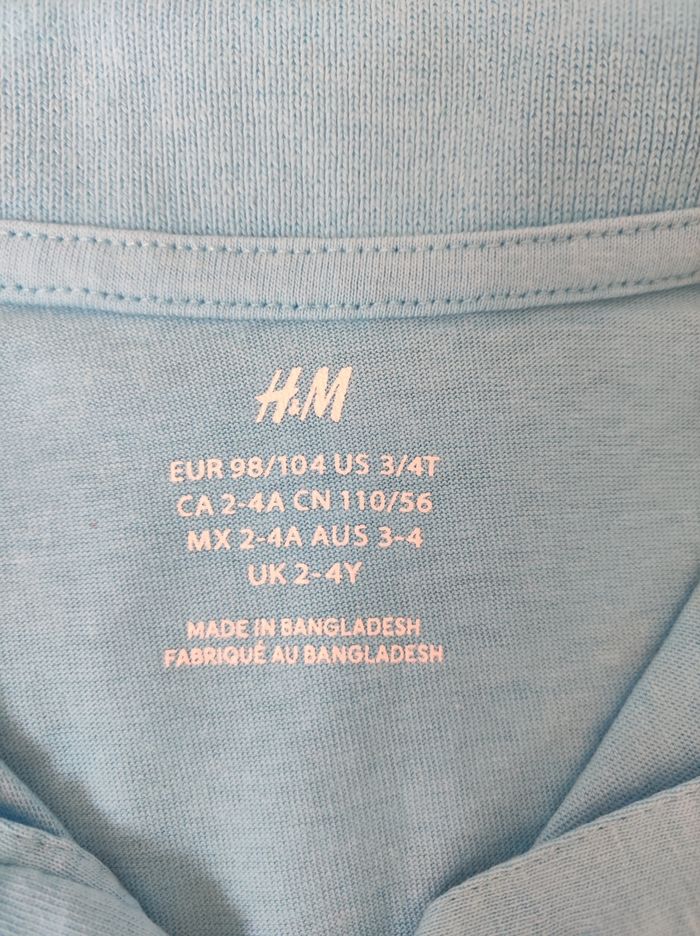 H&M
EUR 98/104 US 3/4T
CA 2-4A CN 110/56
MX 2-4A AUS 3-4
UK 2-4Y
MADE IN BANGLADESH
FABRIQUÉ AU BANGLADESH